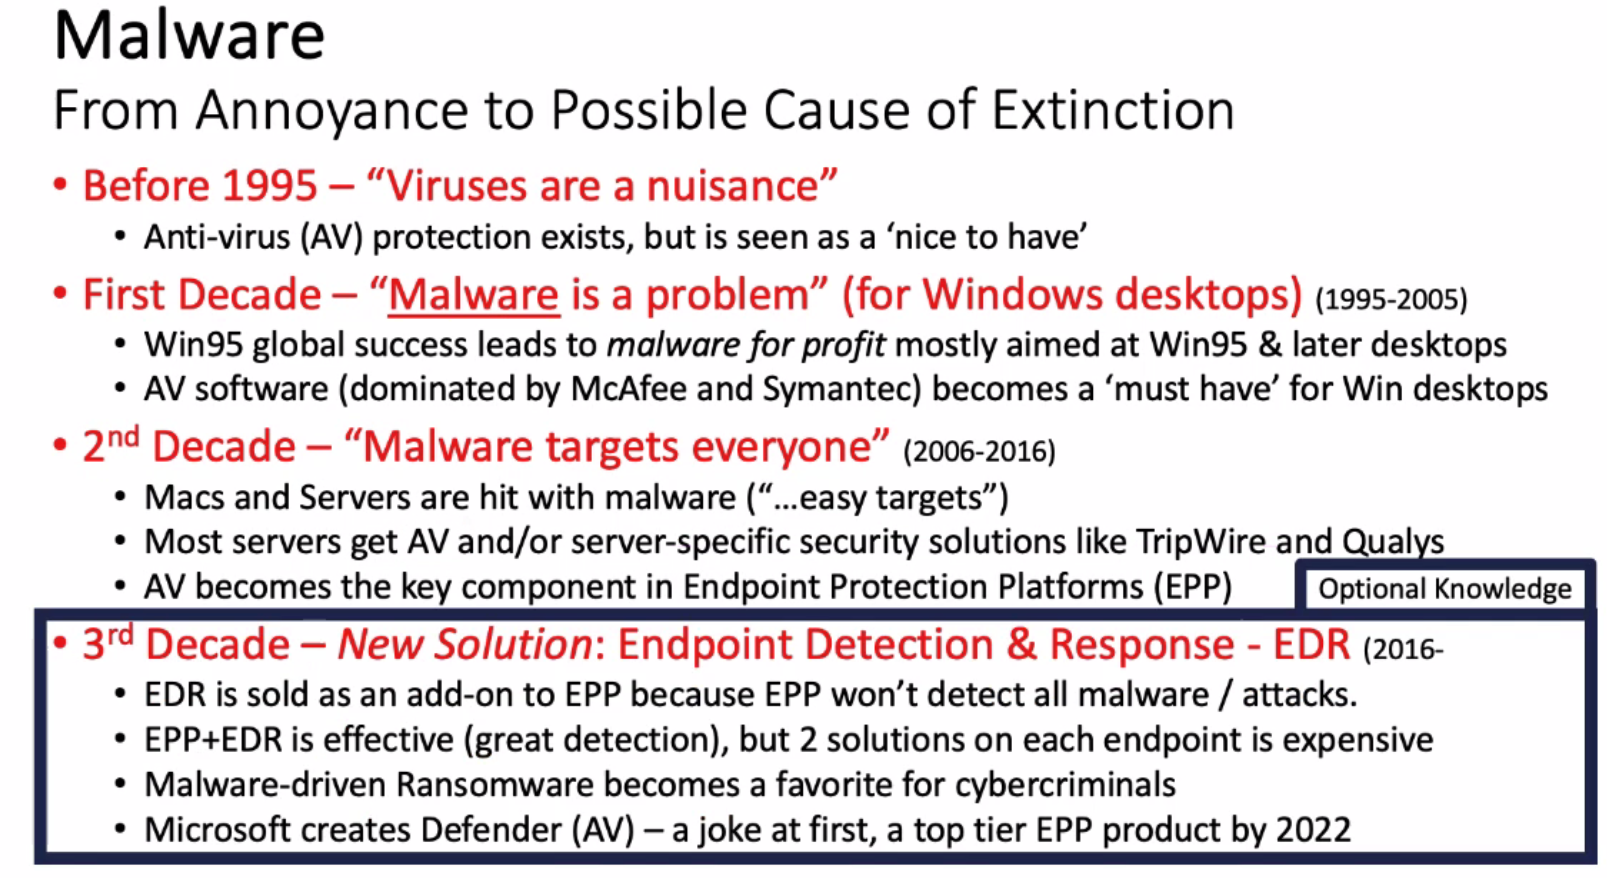 Malware
From Annoyance to Possible Cause of Extinction
• Before 1995 – “Viruses are a nuisance”
• Anti-virus (AV) protection exists, but is seen as a ‘nice to have’
• First Decade – “Malware is a problem” (for Windows desktops) (1995-2005)
• Win95 global success leads to malware for profit mostly aimed at Win95 & later desktops
• AV software (dominated by McAfee and Symantec) becomes a ‘must have’ for Win desktops
• 2nd Decade – “Malware targets everyone” (2006-2016)
• Macs and Servers are hit with malware (“…easy targets”)
• Most servers get AV and/or server-specific security solutions like TripWire and Qualys
• AV becomes the key component in Endpoint Protection Platforms (EPP)
Optional Knowledge
• 3rd Decade – New Solution: Endpoint Detection & Response - EDR (2016-
• EDR is sold as an add-on to EPP because EPP won’t detect all malware / attacks.
• EPP+EDR is effective (great detection), but 2 solutions on each endpoint is expensive
• Malware-driven Ransomware becomes a favorite for cybercriminals
• Microsoft creates Defender (AV) – a joke at first, a top tier EPP product by 2022